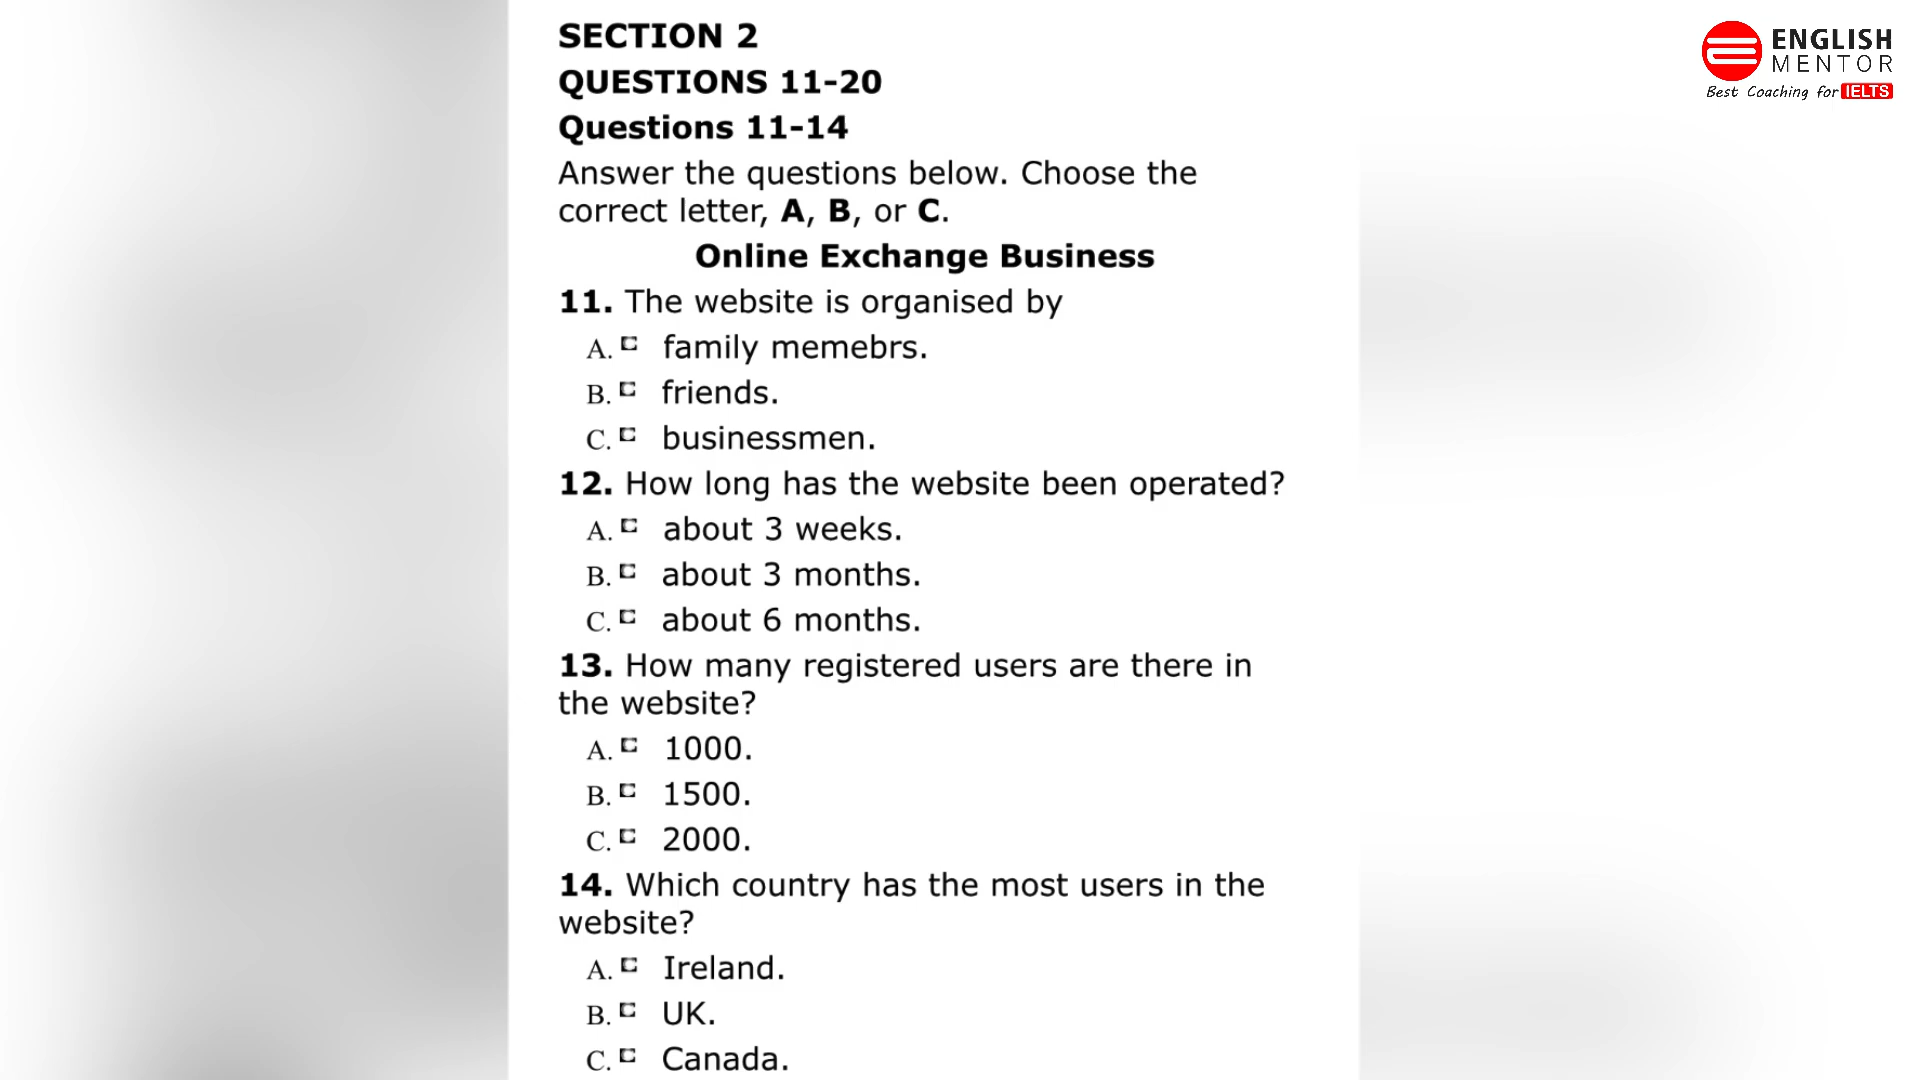 SECTION 2
QUESTIONS 11-20
Questions 11-14
Answer the questions below. Choose the
correct letter, A, B, or C.
Online Exchange Business
11. The website is organised by
A. family memebrs.
B. friends.
C. businessmen.
12. How long has the website been operated?
A. about 3 weeks.
B. about 3 months.
C. about 6 months.
13. How many registered users are there in
the website?
A. 1000.
B. 1500.
C. 2000.
14. Which country has the most users in the
website?
A. Ireland.
B. UK.
C. Canada.
ENGLISH
MENTOR
Best Coaching for IELTS